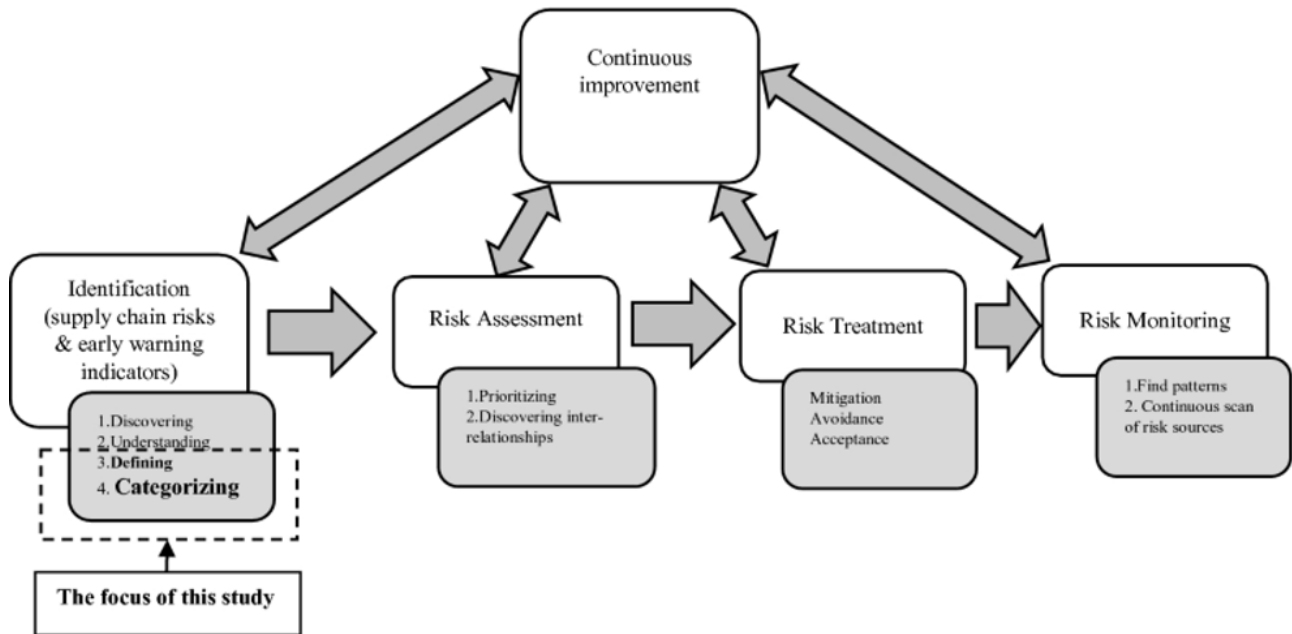 Continuous
improvement
Identification
(supply chain risks
& early warning
indicators)
1.Discovering
2.Understanding
3.Defining
4. Categorizing
The focus of this study
Risk Assessment
1.Prioritizing
2.Discovering inter-
relationships
Risk Treatment
Mitigation
Avoidance
Acceptance
Risk Monitoring
1.Find patterns
2. Continuous scan
of risk sources